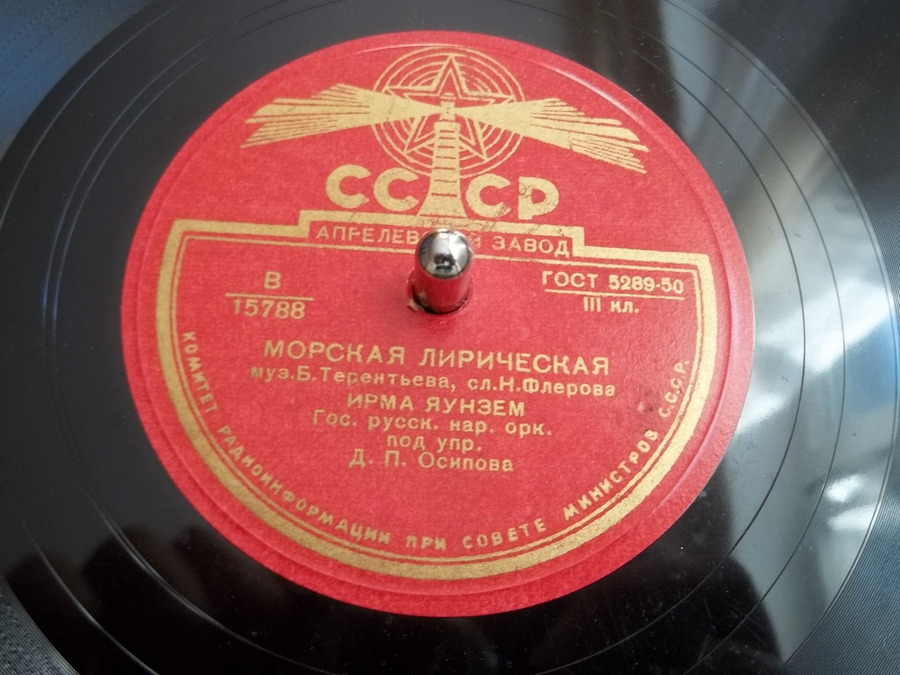 СССР
АПРЕЛЕВ Й ЗАВОД
В
15788
ГОСТ 5289-50
III кл.
МОРСКАЯ ЛИРИЧЕСКАЯ
муз.Б.Терентьева, сл.Н.Флерова
ИРМА ЯУНЗЕМ
Гос. русск. нар. орк.
под упр.
Д. П. Осипова
КОМИТЕТ РАДИОИНФОРМАЦИИ ПРИ СОВЕТЕ МИНИСТРОВ С.С.С.Р.